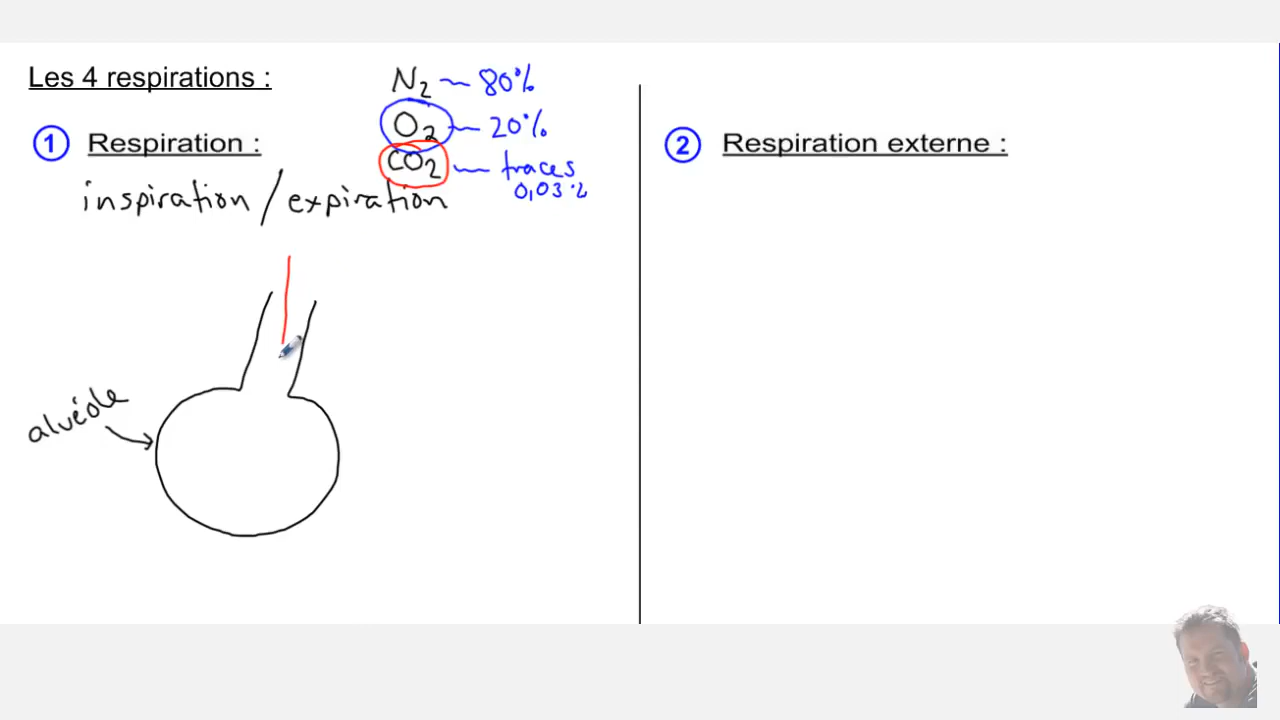 Les 4 respirations :
N2 ~ 80%
O2 ~ 20%
CO2 ~ traces
0,03%
1 Respiration :
inspiration / expiration
alvéole
2 Respiration externe :